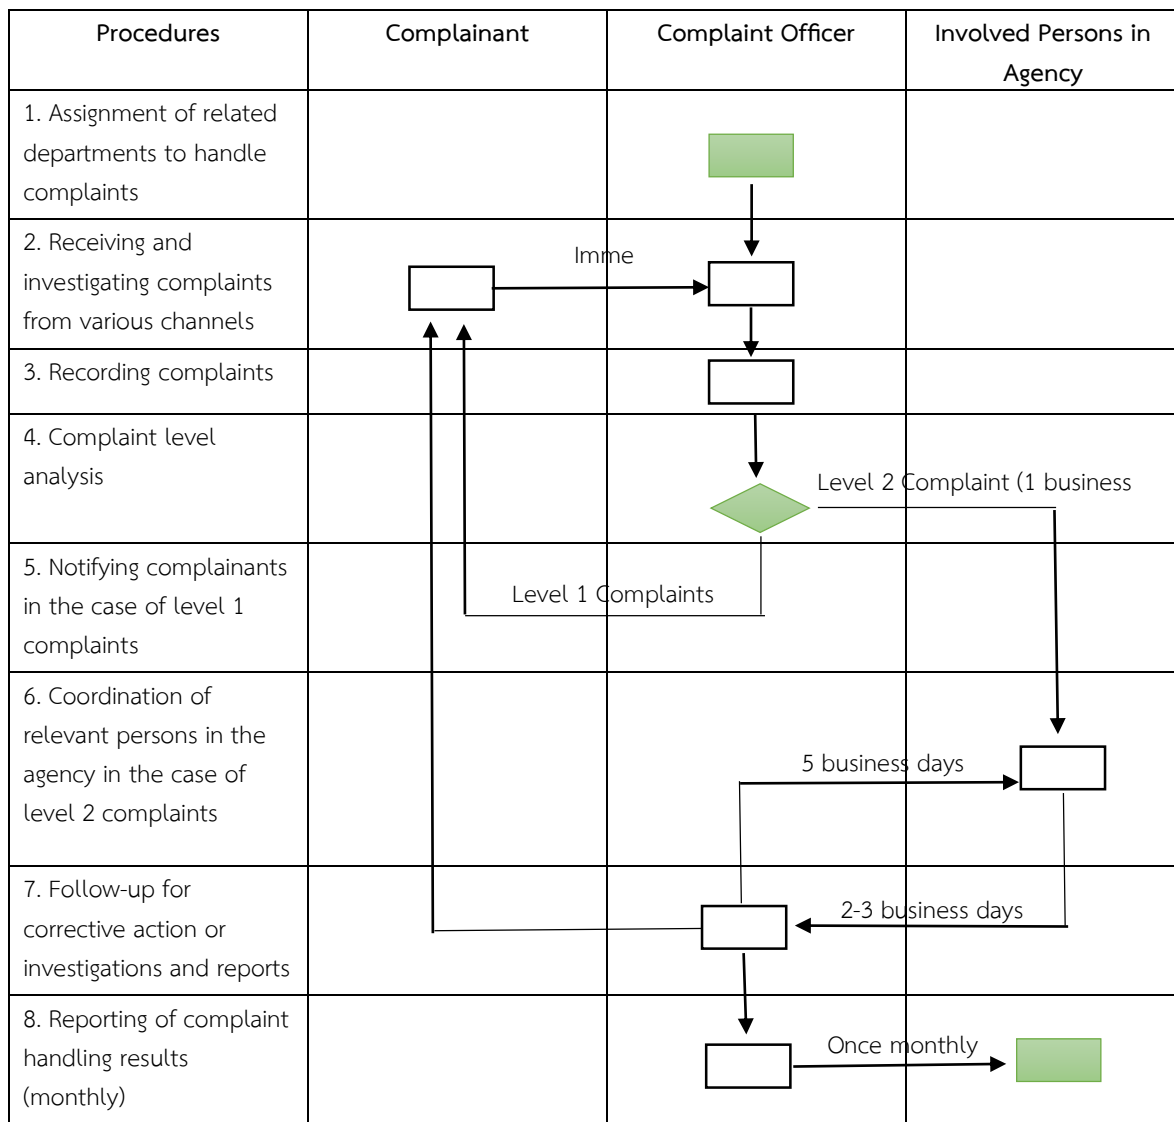 Procedures
Complainant
Complaint Officer
Involved Persons in
Agency
1. Assignment of related
departments to handle
complaints
2. Receiving and
investigating complaints
from various channels
Imme
3. Recording complaints
4. Complaint level
analysis
Level 2 Complaint (1 business
5. Notifying complainants
in the case of level 1
complaints
Level 1 Complaints
6. Coordination of
relevant persons in the
agency in the case of
level 2 complaints
5 business days
7. Follow-up for
corrective action or
investigations and reports
2-3 business days
8. Reporting of complaint
handling results
(monthly)
Once monthly